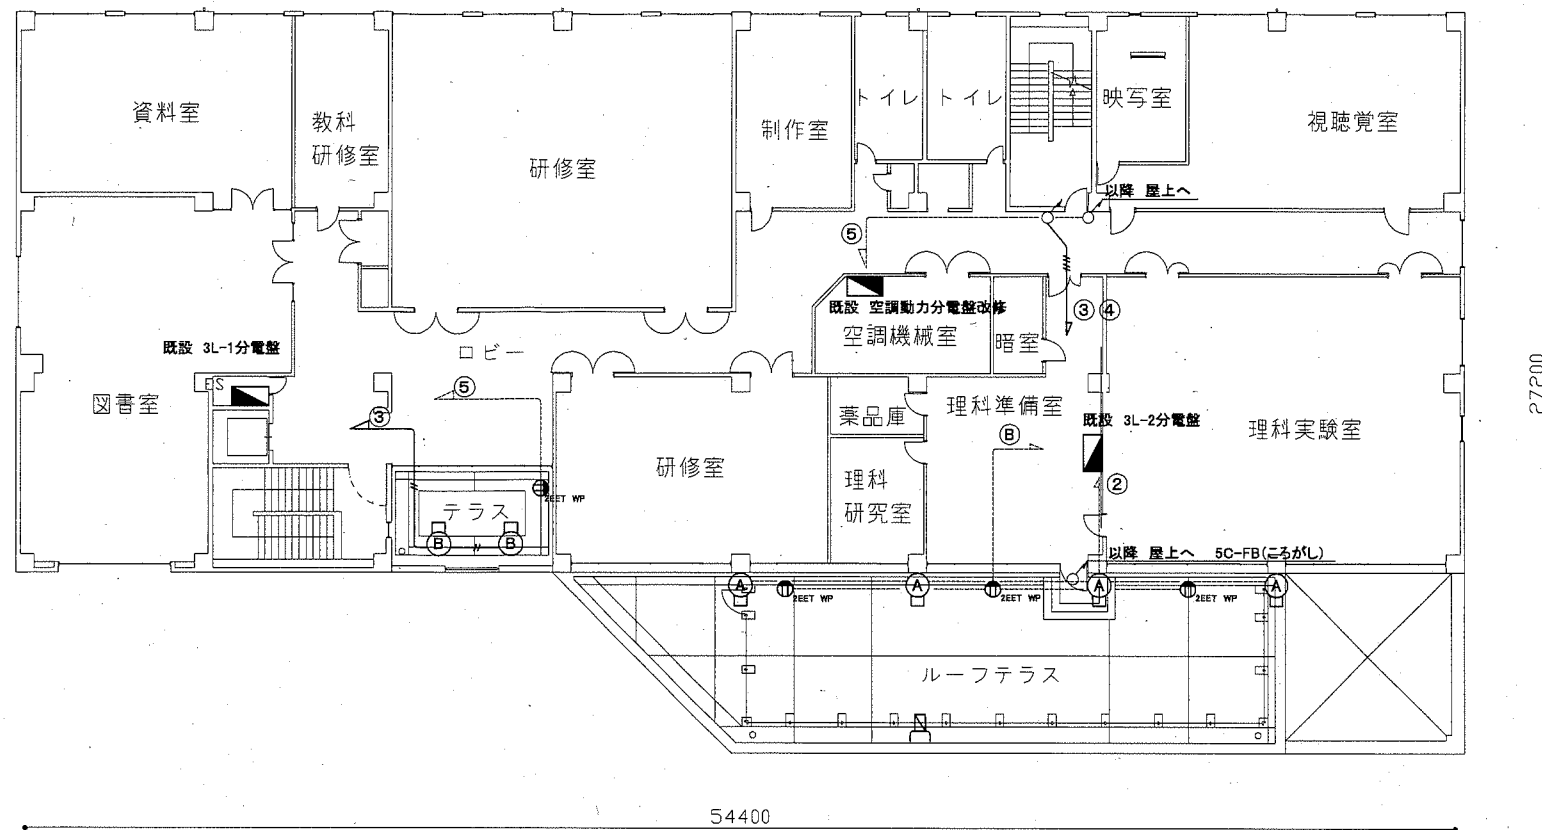 資料室
教科
研修室
研修室
制作室
トイレ
トイレ
映写室
視聴覚室
以降 屋上へ
⑤
既設 空調動力分電盤改修
空調機械室
暗室
③ ④
既設 3L-1分電盤
ロビー
ES
図書室
⑤
③
研修室
薬品庫
理科準備室
B
既設 3L-2分電盤
理科実験室
理科
研究室
②
テラス
2EET WP
B
B
以降 屋上へ 5C-FB(ころがし)
A
2EET WP
A
2EET WP
A
2EET WP
A
ルーフテラス
54400
27200